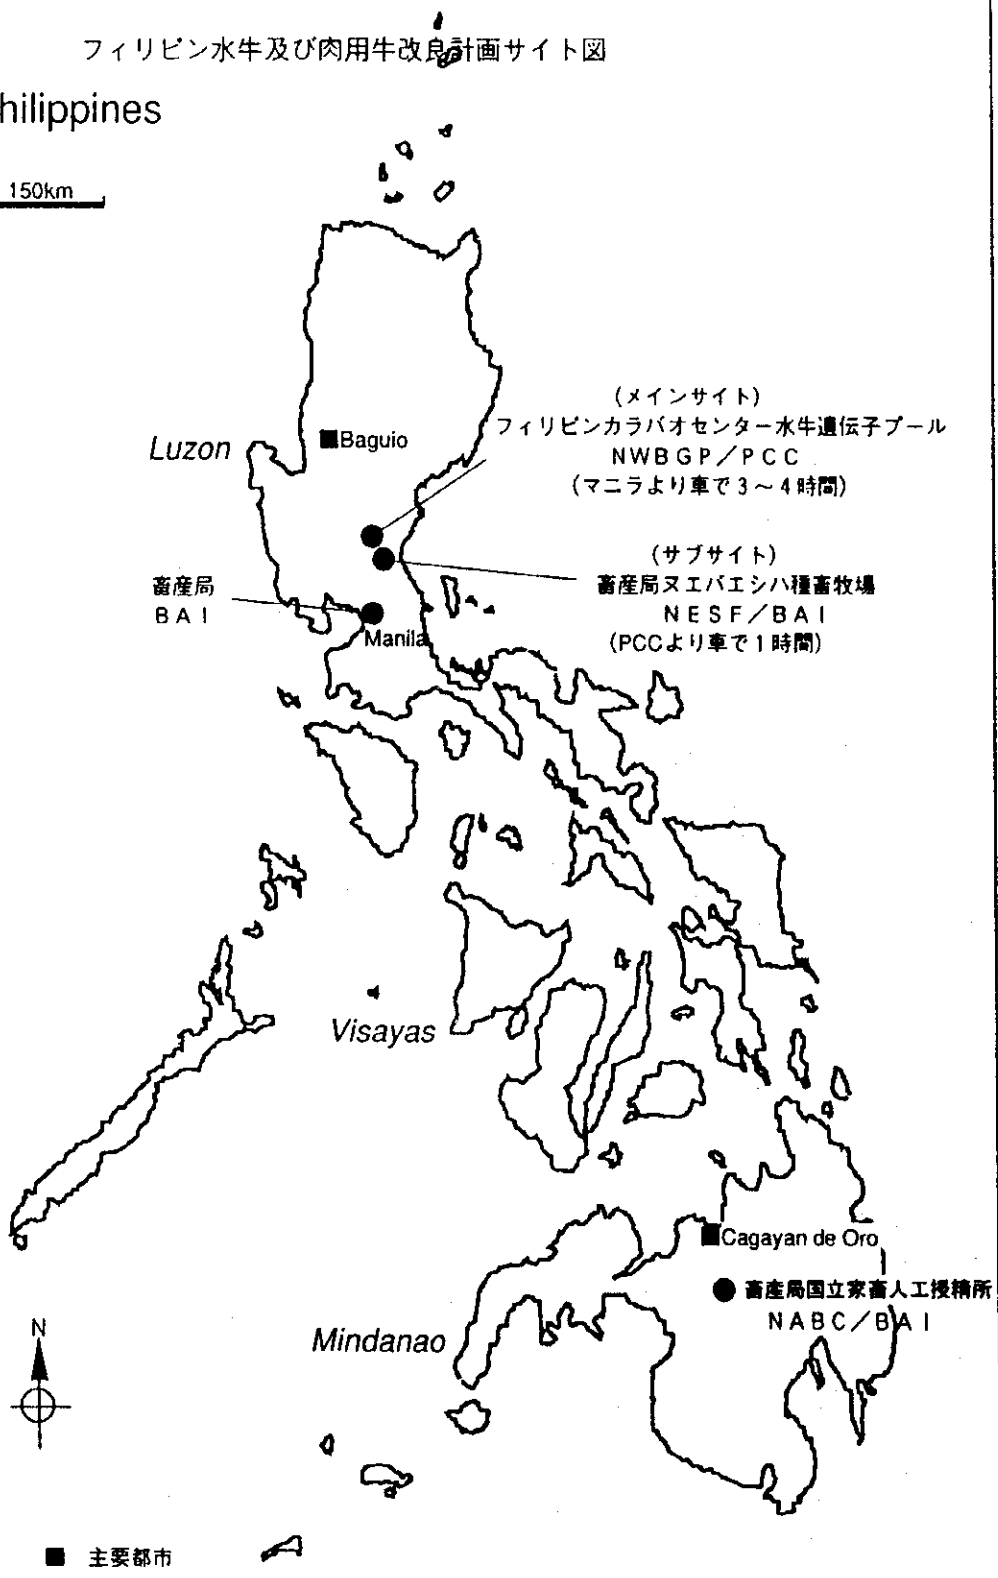 フィリピン水牛及び肉用牛改良計画サイト図
hilippines
150km
(メインサイト)
フィリピンカラバオセンター水牛遺伝子プール
NWBGP/PCC
(マニラより車で3~4時間)
Luzon
Baguio
(サブサイト)
畜産局ヌエバエシハ種畜牧場
NESF/BAI
(PCCより車で1時間)
畜産局
BAI
Manila
Visayas
Cagayan de Oro
畜産局国立家畜人工授精所
NABC/BAI
Mindanao
N
主要都市